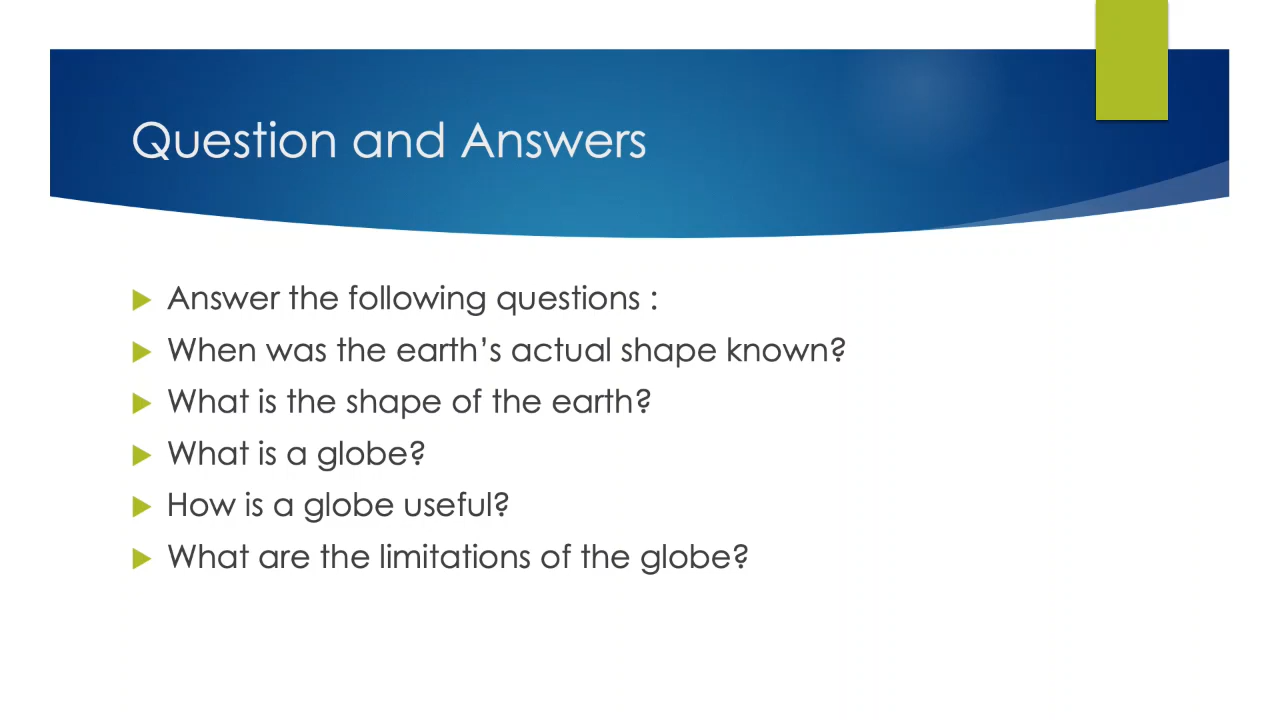 Question and Answers
Answer the following questions :
When was the earth’s actual shape known?
What is the shape of the earth?
What is a globe?
How is a globe useful?
What are the limitations of the globe?